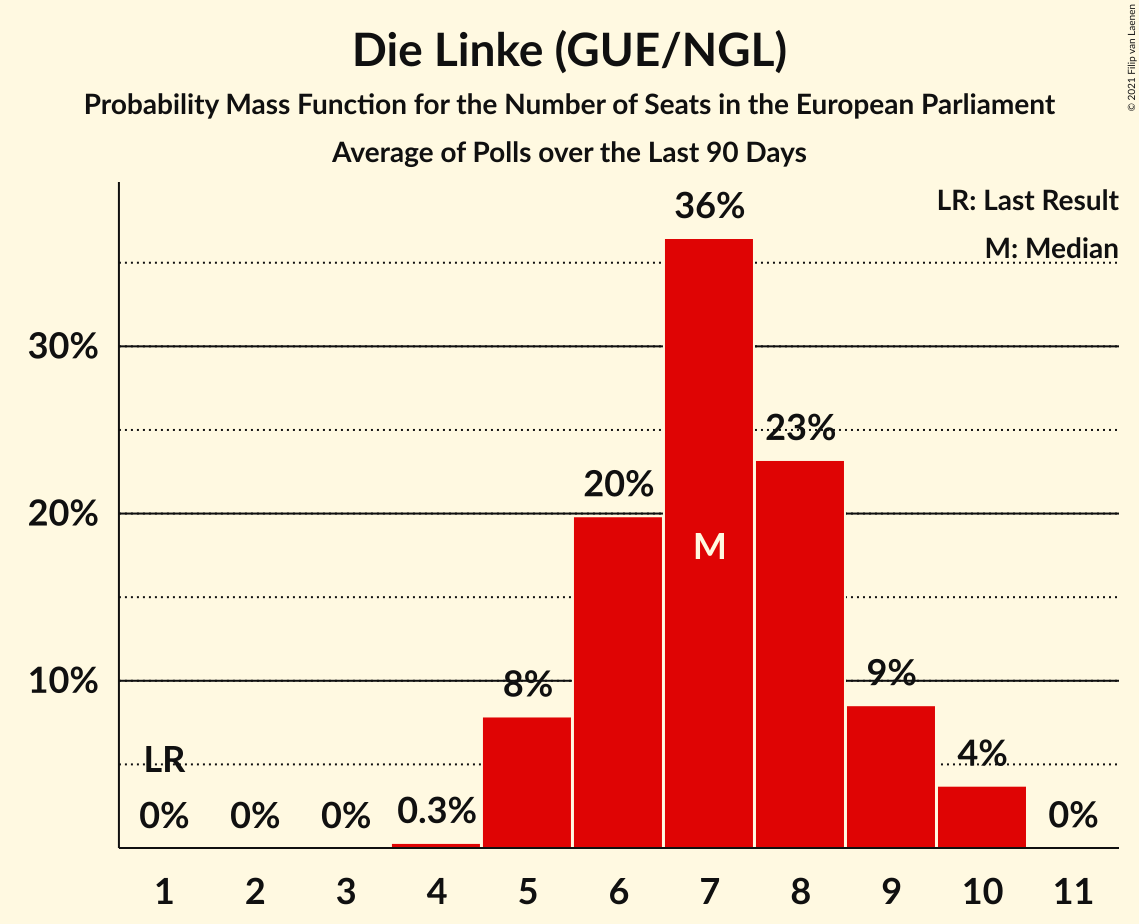 Die Linke (GUE/NGL)
Probability Mass Function for the Number of Seats in the European Parliament
Average of Polls over the Last 90 Days
© 2021 Filip van Laenen
LR: Last Result
M: Median
36%
30%
23%
20%
20%
M
10%
8%
9%
LR
4%
0%
0%
0%
0.3%
0%
1 2 3 4 5 6 7 8 9 10 11